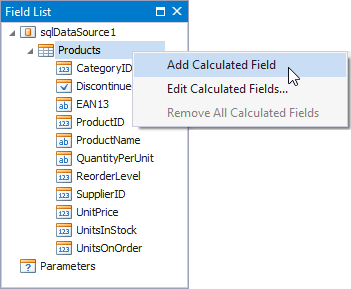 Field List
sqlDataSource1
Products
CategoryID
Add Calculated Field
Discontinue
Edit Calculated Fields...
EAN13
Remove All Calculated Fields
ProductID
ProductName
QuantityPerUnit
ReorderLevel
SupplierID
UnitPrice
UnitsInStock
UnitsOnOrder
Parameters